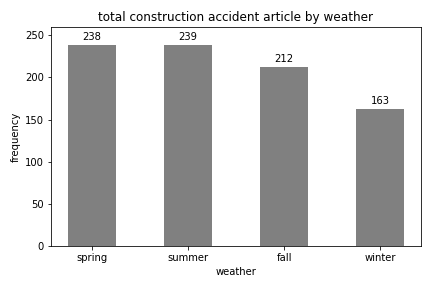 total construction accident article by weather
250
200
150
100
50
0
frequency
238
239
212
163
spring
summer
fall
winter
weather